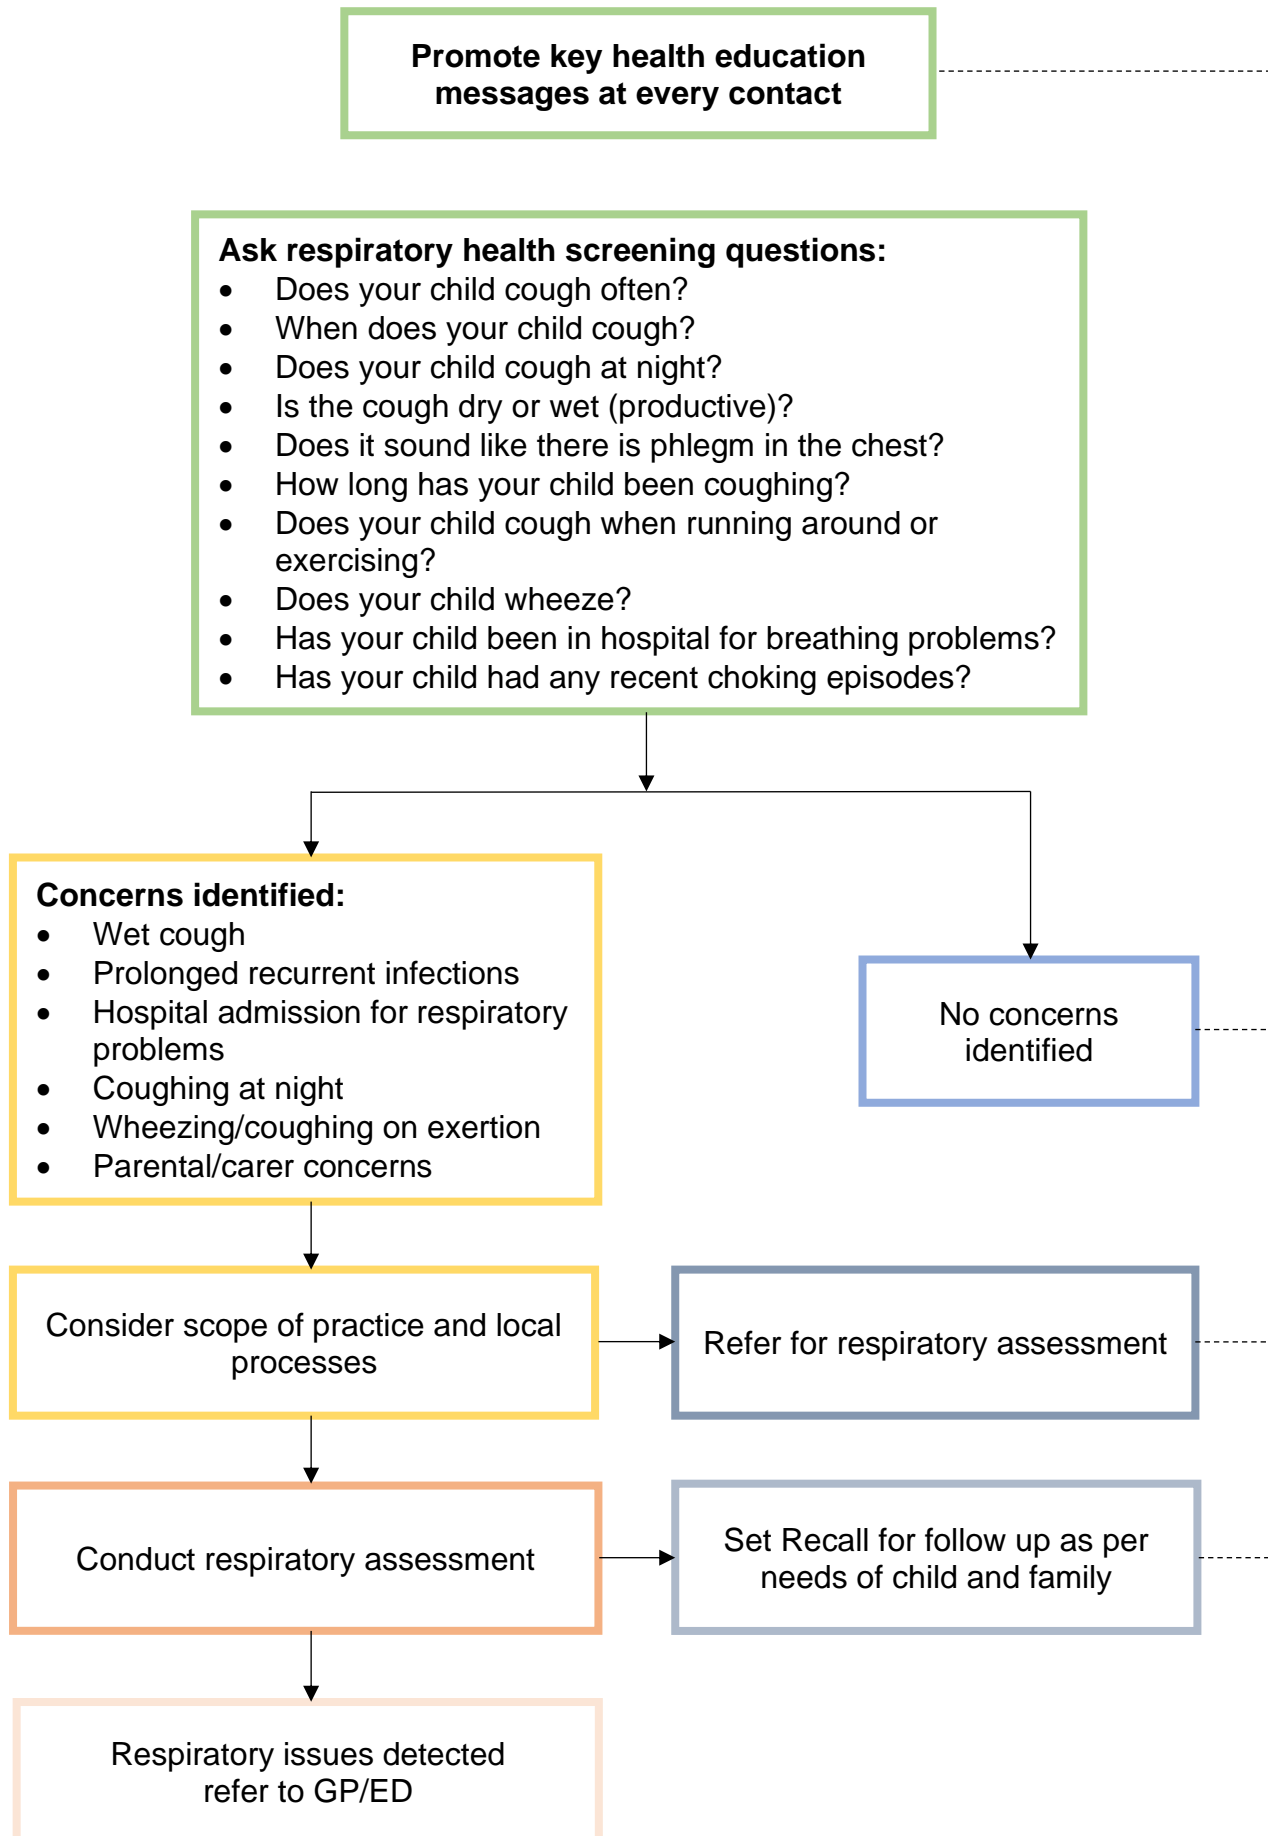 Promote key health education
messages at every contact
Ask respiratory health screening questions:
• Does your child cough often?
• When does your child cough?
• Does your child cough at night?
• Is the cough dry or wet (productive)?
• Does it sound like there is phlegm in the chest?
• How long has your child been coughing?
• Does your child cough when running around or
exercising?
• Does your child wheeze?
• Has your child been in hospital for breathing problems?
• Has your child had any recent choking episodes?
Concerns identified:
• Wet cough
• Prolonged recurrent infections
• Hospital admission for respiratory
problems
• Coughing at night
• Wheezing/coughing on exertion
• Parental/carer concerns
No concerns
identified
Consider scope of practice and local
processes
Refer for respiratory assessment
Conduct respiratory assessment
Set Recall for follow up as per
needs of child and family
Respiratory issues detected
refer to GP/ED